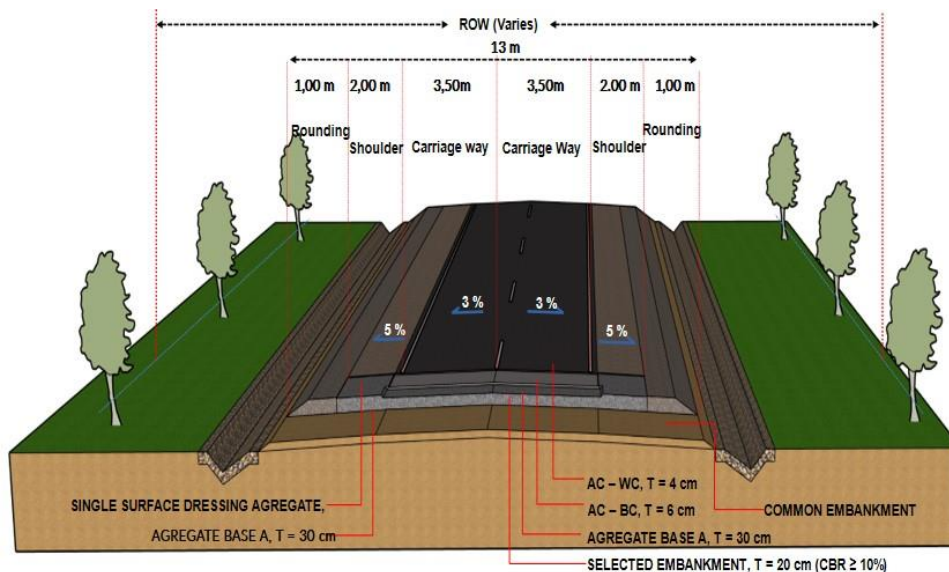 ROW (Varies)
13 m
1,00 m 2,00 m 3,50m 3,50m 2.00 m 1,00 m
Rounding Shoulder Carriage way Carriage Way Shoulder Rounding
3 % 3 %
5 % 5 %
AC – WC, T = 4 cm
SINGLE SURFACE DRESSING AGREGATE,
AC – BC, T = 6 cm
COMMON EMBANKMENT
AGREGATE BASE A, T = 30 cm
AGREGATE BASE A, T = 30 cm
SELECTED EMBANKMENT, T = 20 cm (CBR ≥ 10%)